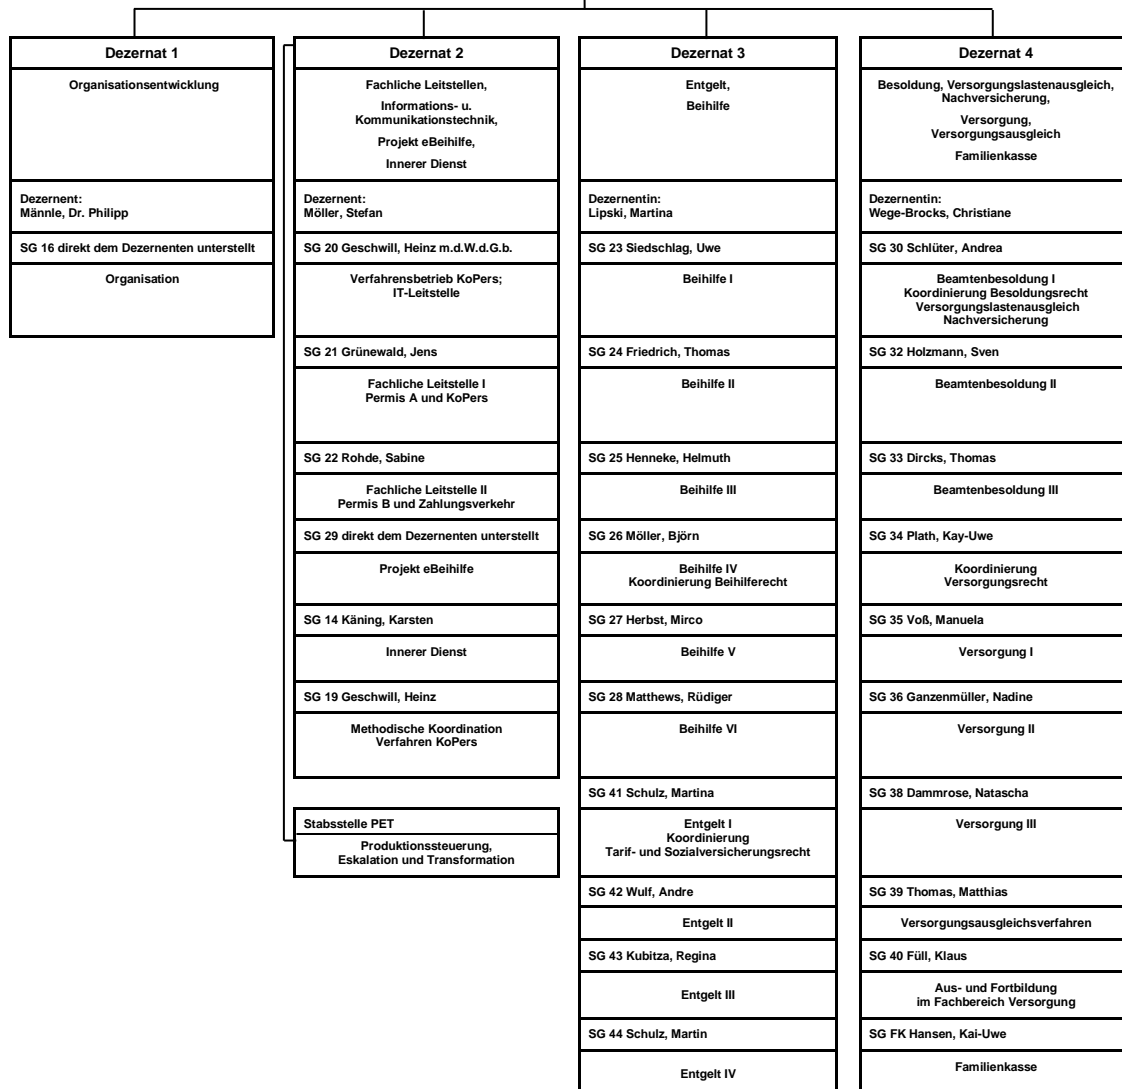 Dezernat 1
Organisationsentwicklung
Dezernent:
Männle, Dr. Philipp
SG 16 direkt dem Dezernenten unterstellt
Organisation
Dezernat 2
Fachliche Leitstellen,
Informations- u.
Kommunikationstechnik,
Projekt eBeihilfe,
Innerer Dienst
Dezernent:
Möller, Stefan
SG 20 Geschwill, Heinz m.d.W.d.G.b.
Verfahrensbetrieb KoPers;
IT-Leitstelle
SG 21 Grünewald, Jens
Fachliche Leitstelle I
Permis A und KoPers
SG 22 Rohde, Sabine
Fachliche Leitstelle II
Permis B und Zahlungsverkehr
SG 29 direkt dem Dezernenten unterstellt
Projekt eBeihilfe
SG 14 Käning, Karsten
Innerer Dienst
SG 19 Geschwill, Heinz
Methodische Koordination
Verfahren KoPers
Stabsstelle PET
Produktionssteuerung,
Eskalation und Transformation
Dezernat 3
Entgelt,
Beihilfe
Dezernentin:
Lipski, Martina
SG 23 Siedschlag, Uwe
Beihilfe I
SG 24 Friedrich, Thomas
Beihilfe II
SG 25 Henneke, Helmuth
Beihilfe III
SG 26 Möller, Björn
Beihilfe IV
Koordinierung Beihilferecht
SG 27 Herbst, Mirco
Beihilfe V
SG 28 Matthews, Rüdiger
Beihilfe VI
SG 41 Schulz, Martina
Entgelt I
Koordinierung
Tarif- und Sozialversicherungsrecht
SG 42 Wulf, Andre
Entgelt II
SG 43 Kubitza, Regina
Entgelt III
SG 44 Schulz, Martin
Entgelt IV
Dezernat 4
Besoldung, Versorgungslastenausgleich,
Nachversicherung,
Versorgung,
Versorgungsausgleich
Familienkasse
Dezernentin:
Wege-Brocks, Christiane
SG 30 Schlüter, Andrea
Beamtenbesoldung I
Koordinierung Besoldungsrecht
Versorgungslastenausgleich
Nachversicherung
SG 32 Holzmann, Sven
Beamtenbesoldung II
SG 33 Dircks, Thomas
Beamtenbesoldung III
SG 34 Plath, Kay-Uwe
Koordinierung
Versorgungsrecht
SG 35 Voß, Manuela
Versorgung I
SG 36 Ganzenmüller, Nadine
Versorgung II
SG 38 Dammrose, Natascha
Versorgung III
SG 39 Thomas, Matthias
Versorgungsausgleichsverfahren
SG 40 Füll, Klaus
Aus- und Fortbildung
im Fachbereich Versorgung
SG FK Hansen, Kai-Uwe
Familienkasse